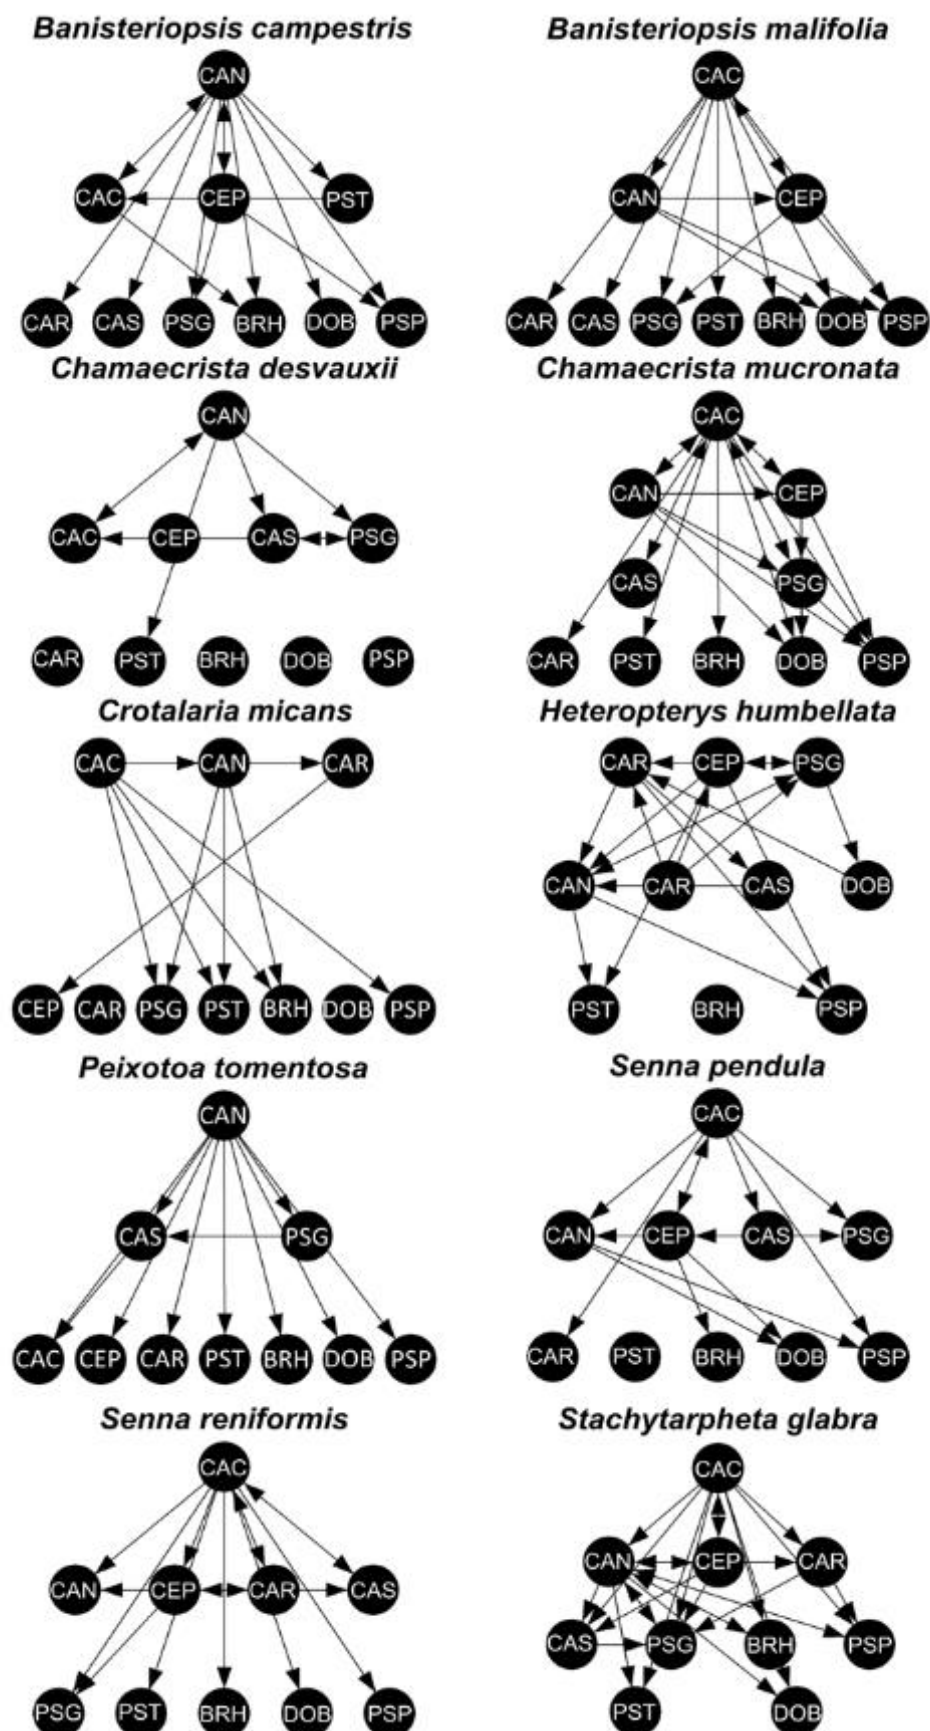 Banisteriopsis campestris
CAN
CAC CEP PST
CAR CAS PSG BRH DOB PSP
Banisteriopsis malifolia
CAC
CAN CEP
CAR CAS PSG PST BRH DOB PSP
Chamaecrista desvauxii
CAN
CAC CEP CAS PSG
CAR PST BRH DOB PSP
Chamaecrista mucronata
CAC
CAN CEP
CAS PSG
CAR PST BRH DOB PSP
Crotalaria micans
CAC CAN CAR
CEP CAR PSG PST BRH DOB PSP
Heteropterys humbellata
CAR CEP PSG
CAN CAR CAS DOB
PST BRH PSP
Peixotoa tomentosa
CAN
CAS PSG
CAC CEP CAR PST BRH DOB PSP
Senna pendula
CAC
CAN CEP CAS PSG
CAR PST BRH DOB PSP
Senna reniformis
CAC
CAN CEP CAR CAS
PSG PST BRH DOB PSP
Stachytarpheta glabra
CAC
CAN CEP CAR
CAS PSG BRH PSP
PST DOB